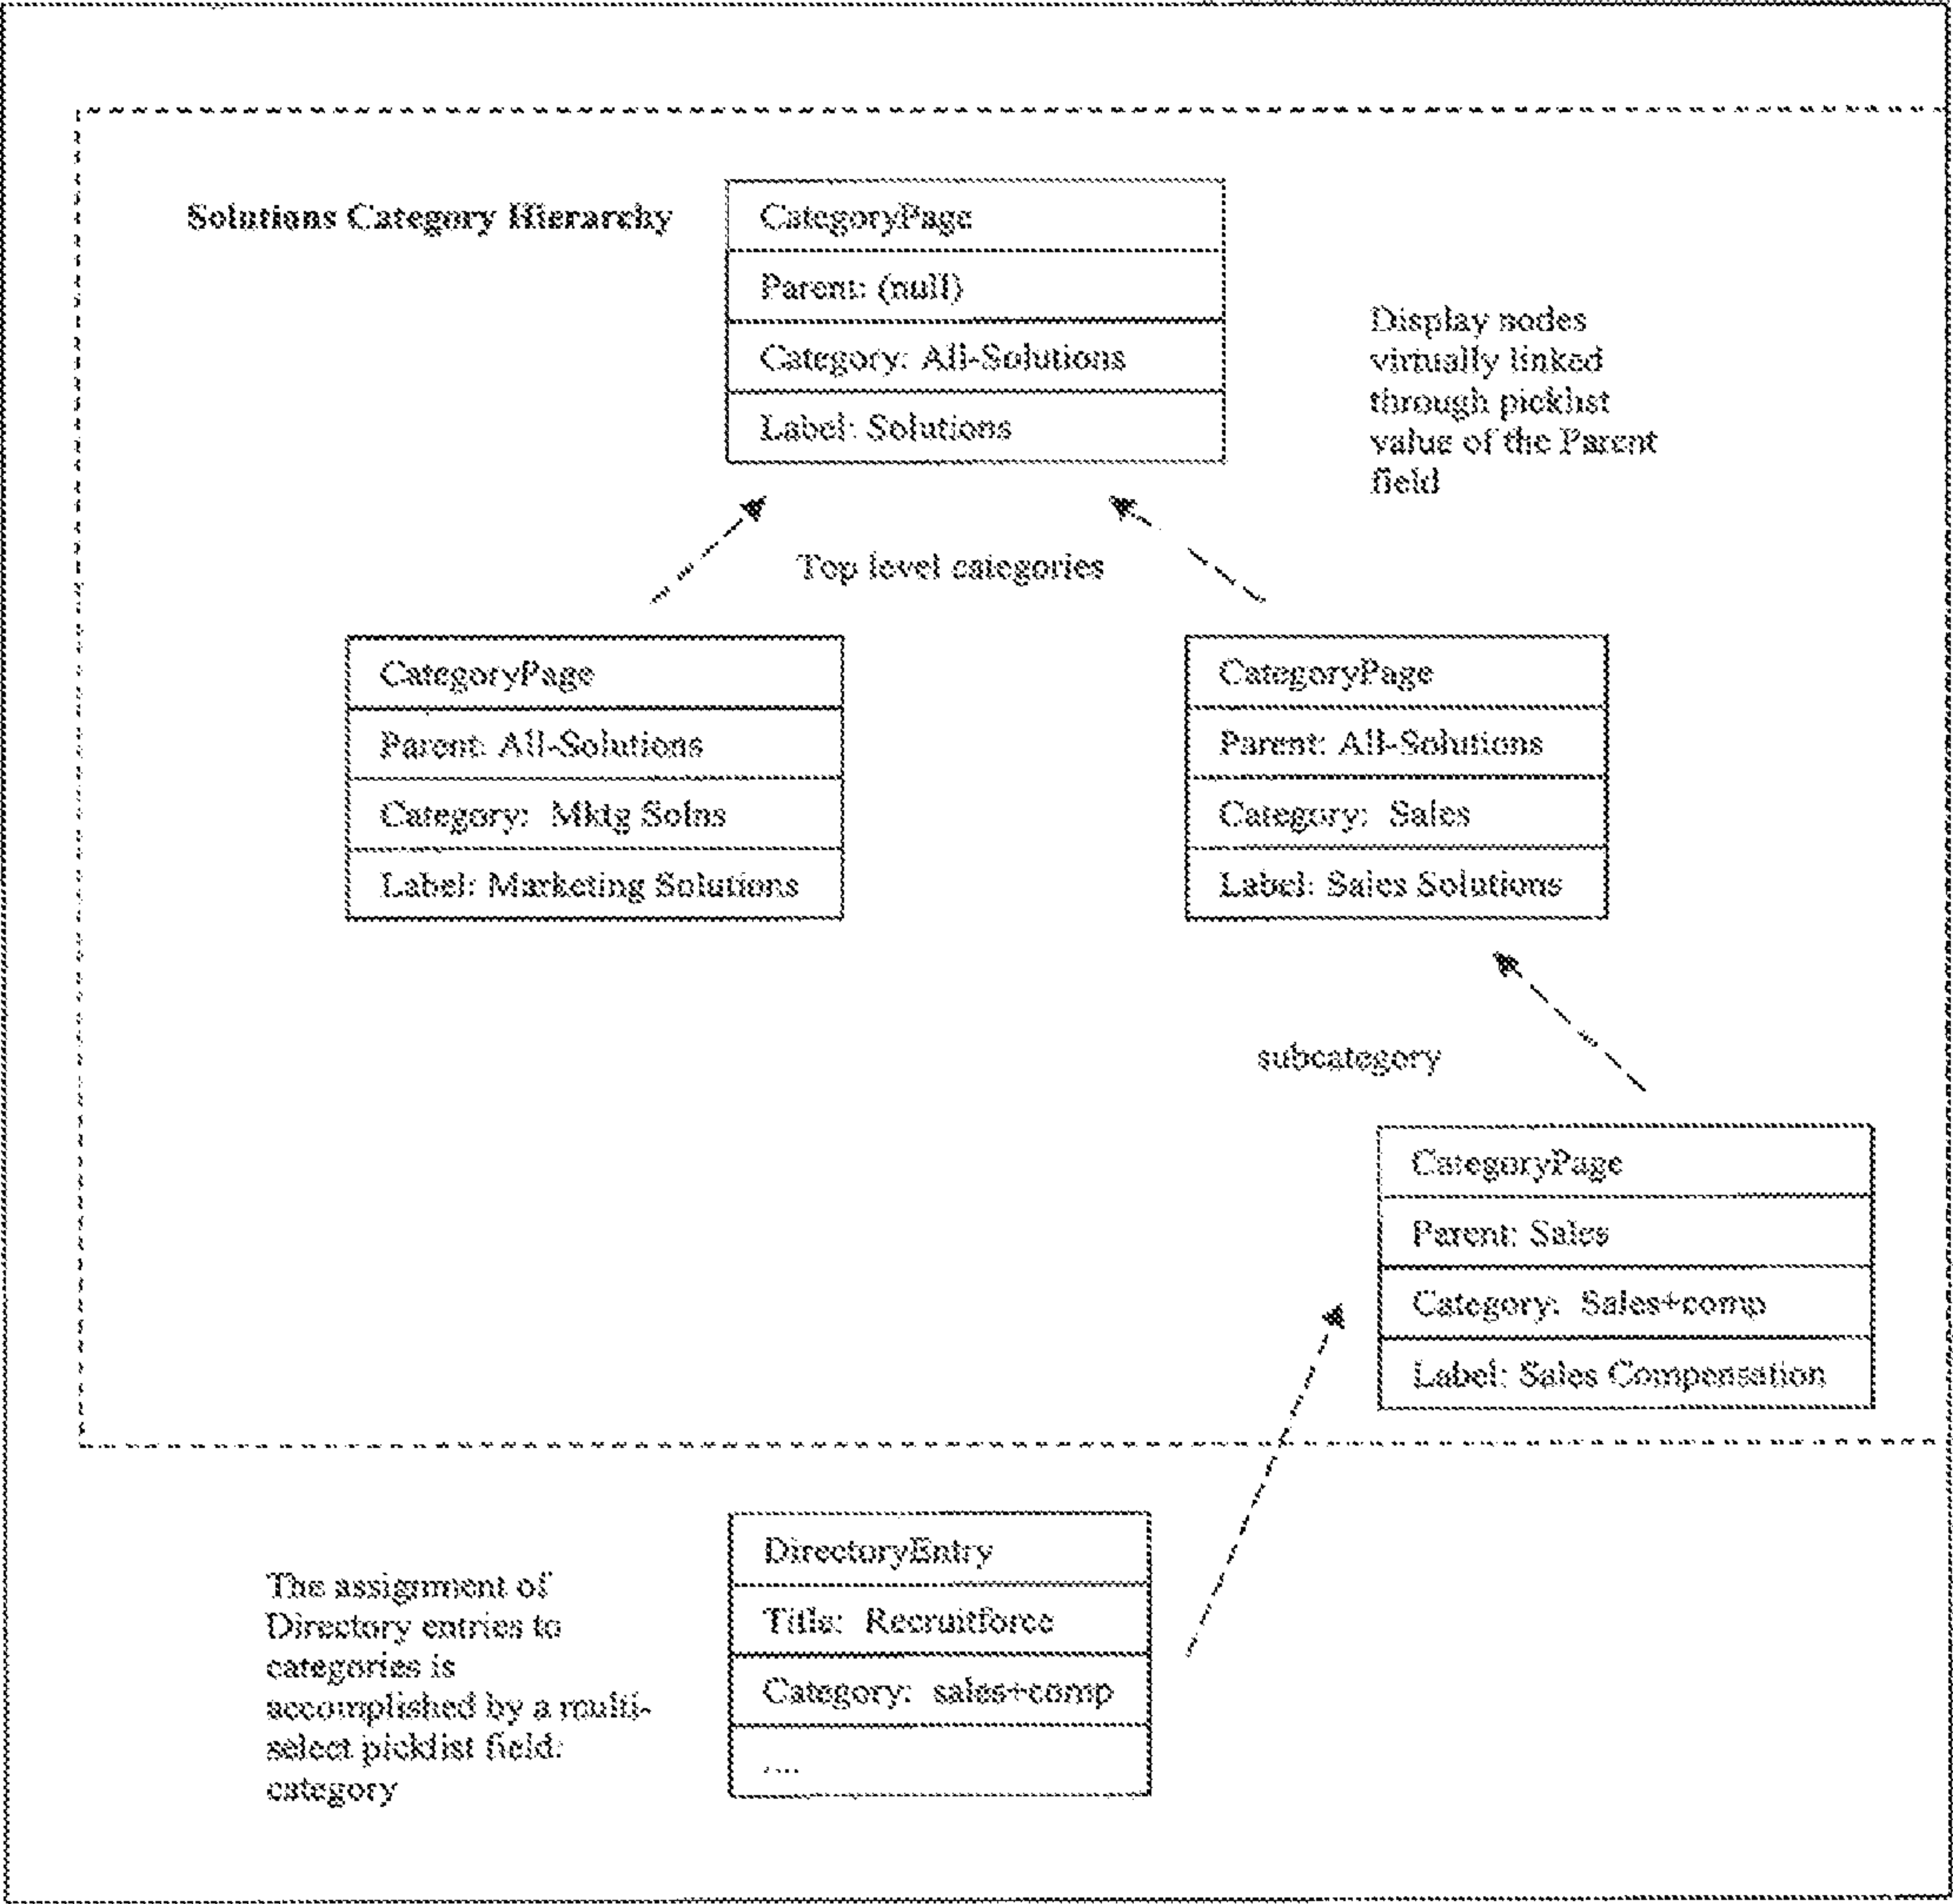 Solutions Category Hierarchy
CategoryPage
Parent: (null)
Category: All-Solutions
Label: Solutions
Display nodes
virtually linked
through picklist
value of the Parent
field
Top level categories
CategoryPage
Parent: All-Solutions
Category: Mktg Solns
Label: Marketing Solutions
CategoryPage
Parent: All-Solutions
Category: Sales
Label: Sales Solutions
subcategory
CategoryPage
Parent: Sales
Category: Sales+comp
Label: Sales Compensation
The assignment of
Directory entries to
categories is
accomplished by a multi-
select picklist field:
category
DirectoryEntry
Title: Recruitforce
Category: sales+comp
....